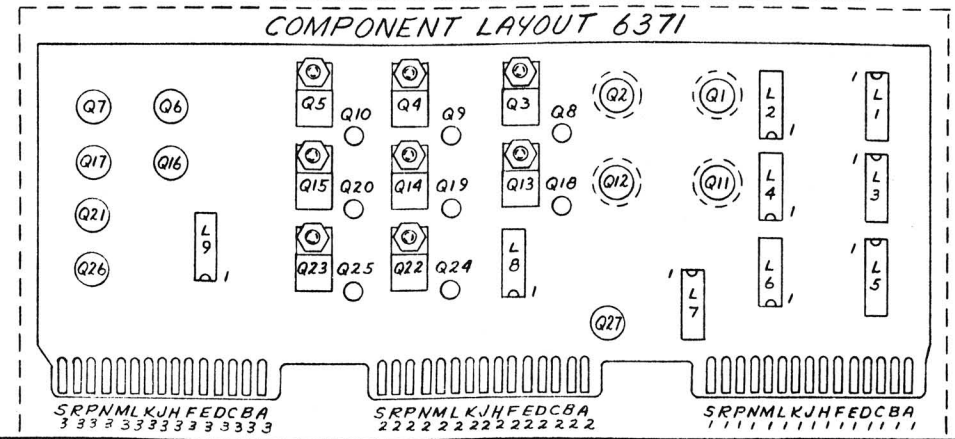 COMPONENT LAYOUT 6371
Q7 Q6 Q5 Q10 Q4 Q9 Q3 Q8 Q2 Q1 L2 1 1 L1
Q17 Q16 Q15 Q20 Q14 Q19 Q13 Q18 Q12 Q11 L4 1 1 L3
Q21 L9 1 Q23 Q25 Q22 Q24 L8 1 L6 1 1 L5
Q26 1 L7
Q27
SRPNMLKJHFEDCBA SRPNMLKJHFEDCBA SRPNMLKJHFEDCBA
333333333333333 222222222222222 111111111111111